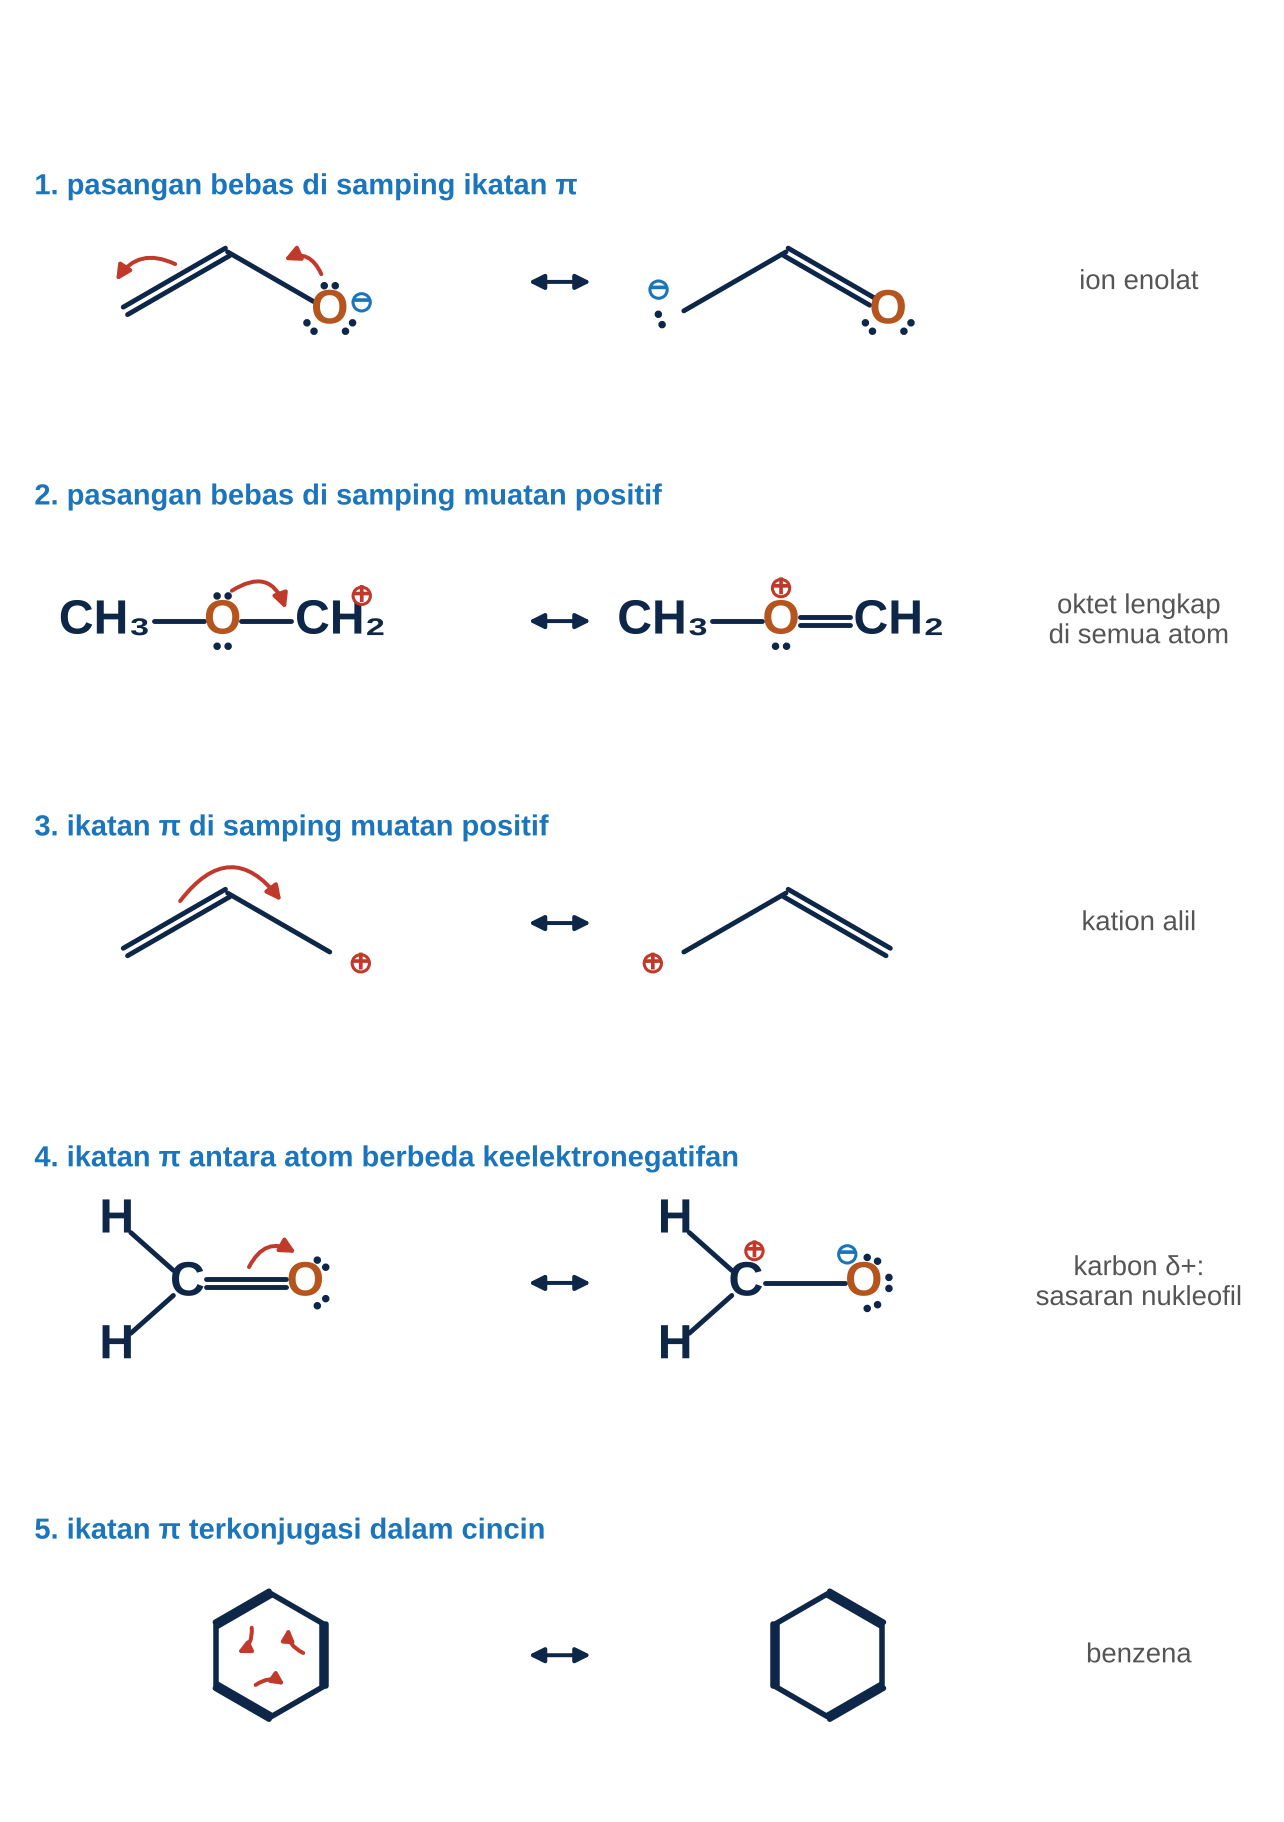 1. pasangan bebas di samping ikatan π
O ⊖
⊖
O
ion enolat
2. pasangan bebas di samping muatan positif
CH₃ O CH₂ ⊕
CH₃ O CH₂ ⊕
oktet lengkap
di semua atom
3. ikatan π di samping muatan positif
⊕
⊕
kation alil
4. ikatan π antara atom berbeda keelektronegatifan
H
C O
H
H
⊕ ⊖
C O
H
karbon δ+:
sasaran nukleofil
5. ikatan π terkonjugasi dalam cincin
benzena